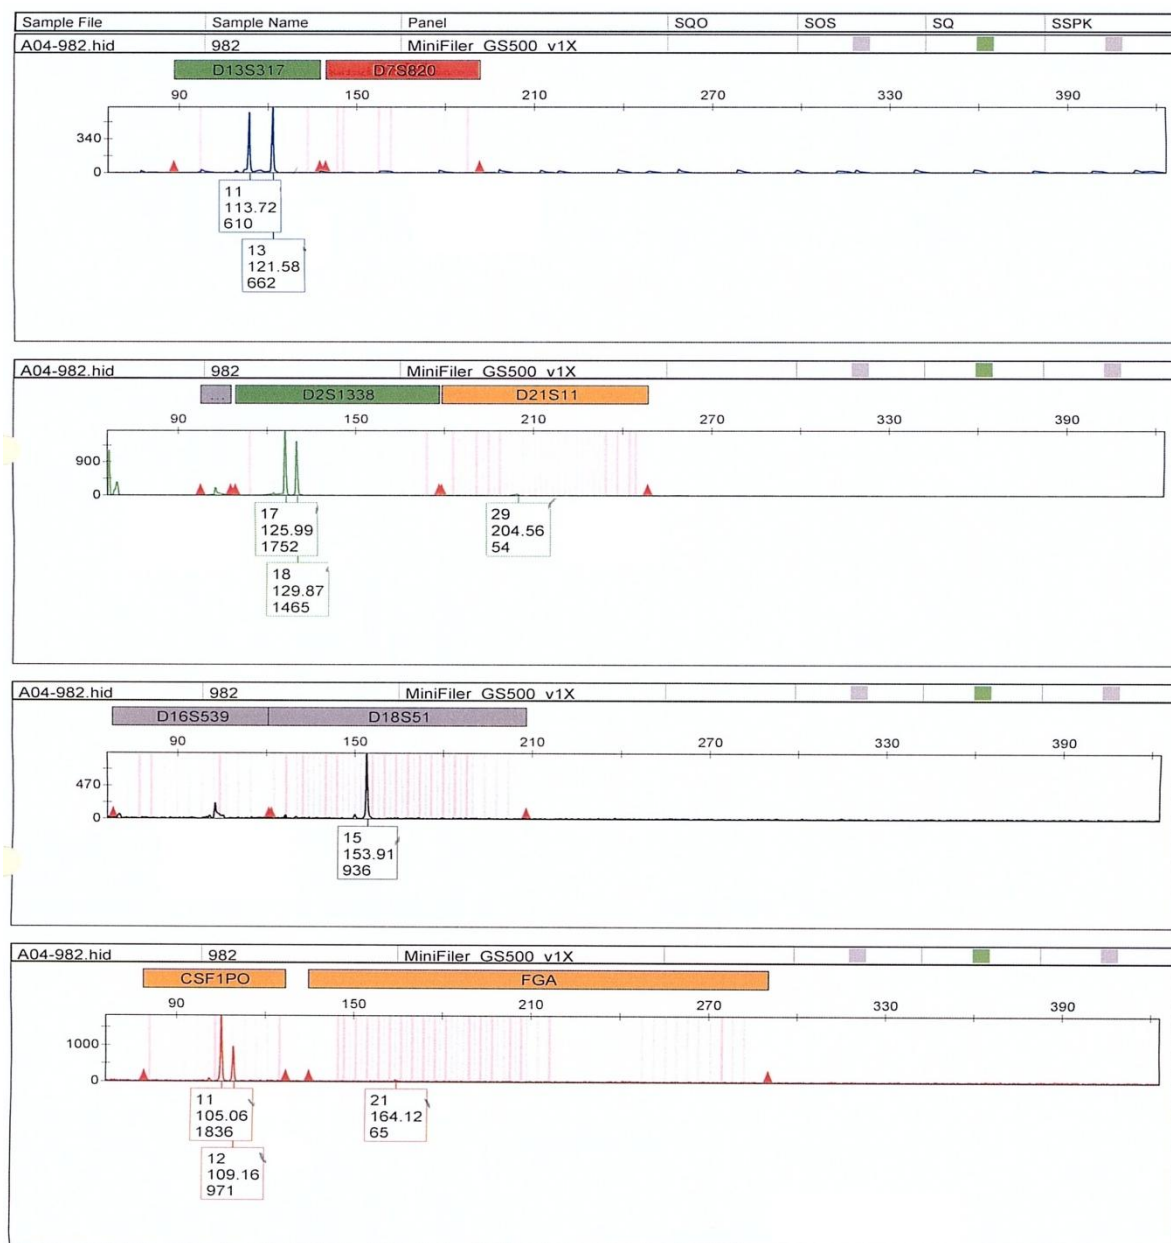 Sample File Sample Name Panel SQO SOS SQ SSPK
A04-982.hid 982 MiniFiler_GS500_v1X
D13S317 D7S820
90 150 210 270 330 390
340
0
11
113.72
610
13
121.58
662
A04-982.hid 982 MiniFiler_GS500_v1X
... D2S1338 D21S11
90 150 210 270 330 390
900
0
17
125.99
1752
29
204.56
54
18
129.87
1465
A04-982.hid 982 MiniFiler_GS500_v1X
D16S539 D18S51
90 150 210 270 330 390
470
0
15
153.91
936
A04-982.hid 982 MiniFiler_GS500_v1X
CSF1PO FGA
90 150 210 270 330 390
1000
0
11
105.06
1836
21
164.12
65
12
109.16
971